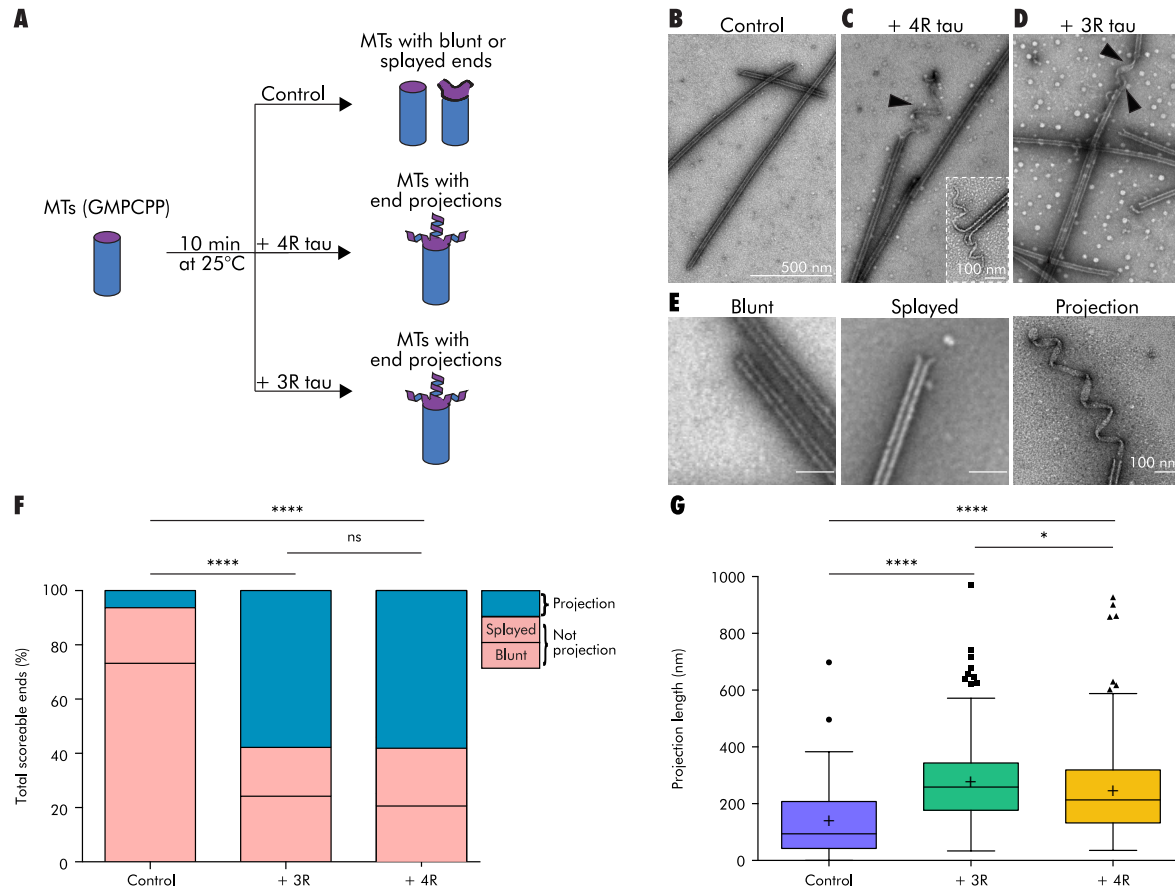 A
MTs with blunt or
splayed ends
Control
MTs with
end projections
MTs (GMPCPP)
10 min
at 25°C
+ 4R tau
MTs with
end projections
+ 3R tau
B
Control
500 nm
C
+ 4R tau
100 nm
D
+ 3R tau
E
Blunt
Splayed
Projection
100 nm
F
****
ns
****
Total scoreable ends (%)
100
80
60
40
20
0
Control
+ 3R
+ 4R
Projection
Splayed
Blunt
Not
projection
G
****
*
****
Projection length (nm)
1000
800
600
400
200
0
Control
+ 3R
+ 4R